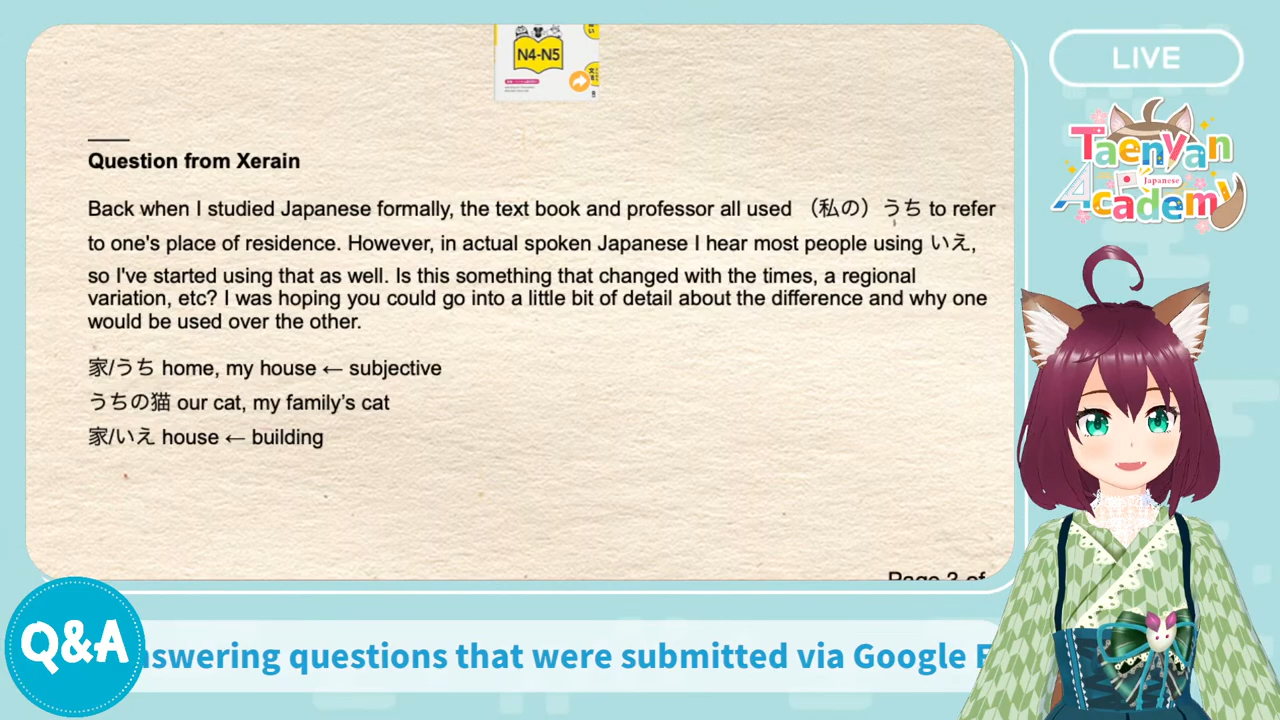 N4-N5
LIVE
Taenyan
Japanese
Academy
Question from Xerain
Back when I studied Japanese formally, the text book and professor all used （私の）うち to refer
to one's place of residence. However, in actual spoken Japanese I hear most people using いえ,
so I've started using that as well. Is this something that changed with the times, a regional
variation, etc? I was hoping you could go into a little bit of detail about the difference and why one
would be used over the other.
家/うち home, my house ← subjective
うちの猫 our cat, my family's cat
家/いえ house ← building
Page 3 of
Q&A
nswering questions that were submitted via Google F